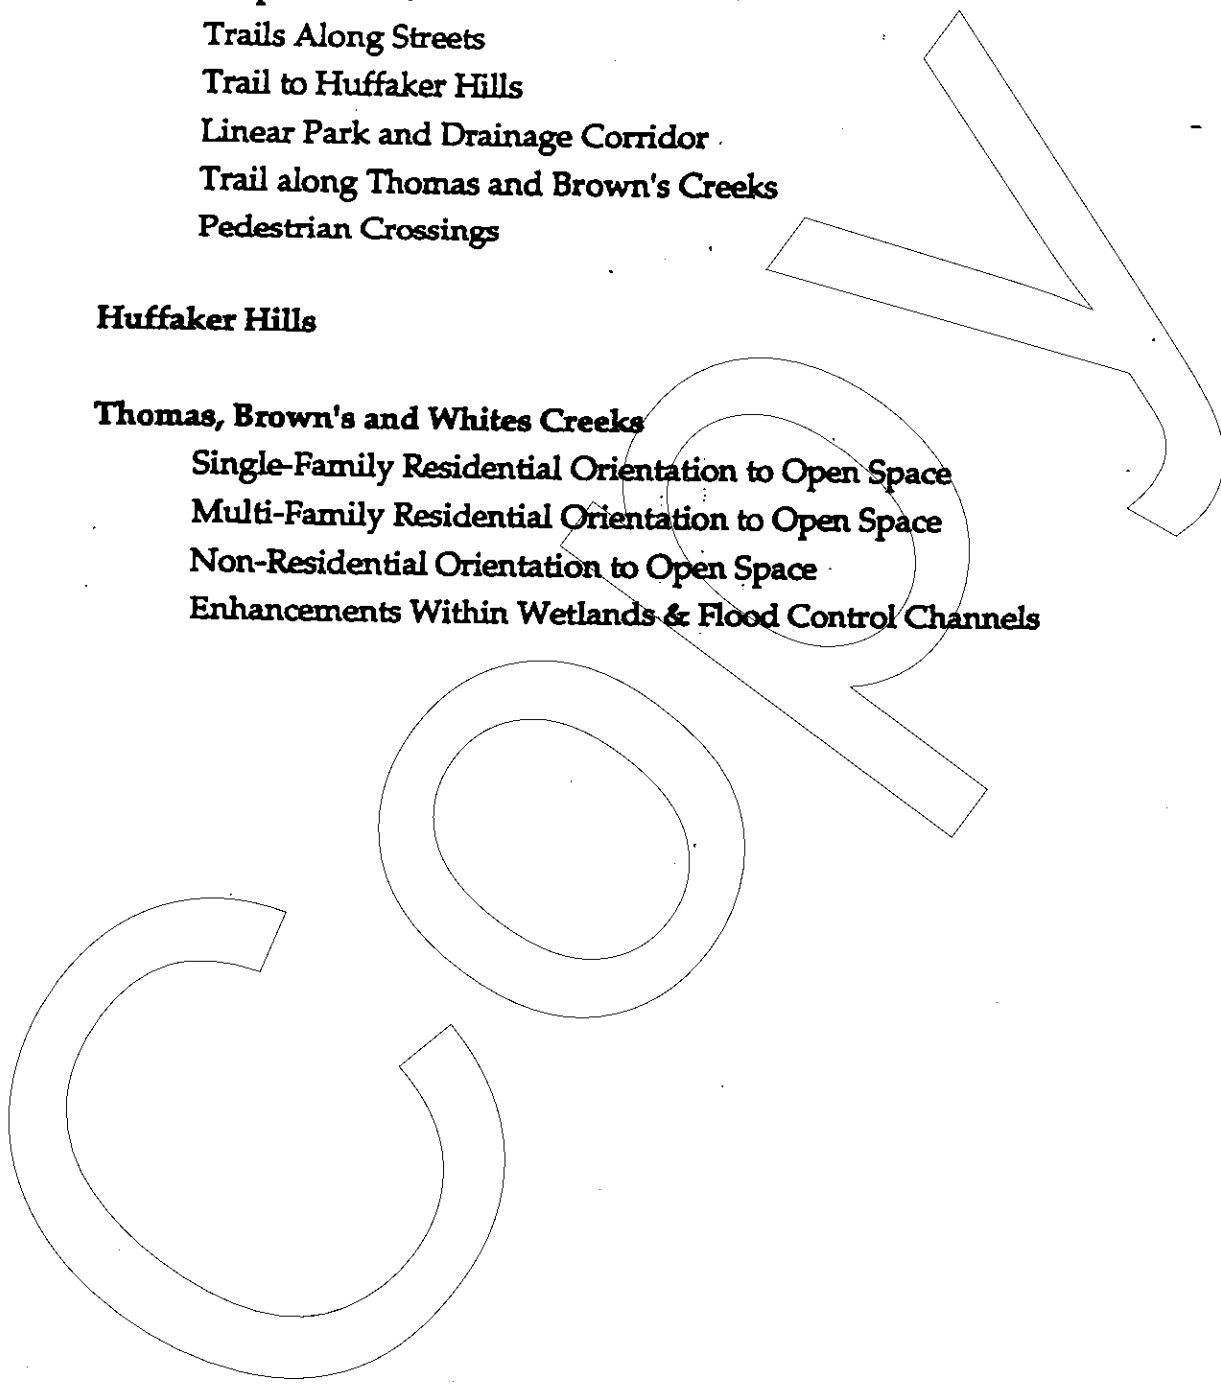 Trails Along Streets
Trail to Huffaker Hills
Linear Park and Drainage Corridor
Trail along Thomas and Brown's Creeks
Pedestrian Crossings
Huffaker Hills
Thomas, Brown's and Whites Creeks
Single-Family Residential Orientation to Open Space
Multi-Family Residential Orientation to Open Space
Non-Residential Orientation to Open Space
Enhancements Within Wetlands & Flood Control Channels
Copy